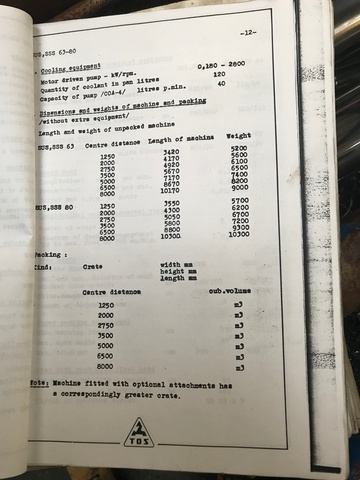 SUS,SSS 63-80
-12-
. Cooling equipment
Motor driven pump - kW/rpm. 0,180 - 2800
Quantity of coolant in pan litres 120
Capacity of pump /COA-4/ litres p.min. 40
Dimensions and weights of machine and packing
/without extra equipment/
Length and weight of unpacked machine
SUS,SSS 63 Centre distance Length of machine Weight
1250 3420 5200
2000 4170 5600
2750 4920 6100
3500 5670 6500
5000 7170 7400
6500 8670 8200
8000 10170 9000
SUS,SSS 80 1250 3550 5700
2000 4300 6200
2750 5050 6700
3500 5800 7200
6500 8800 9300
8000 10300 10300
Packing :
Kind: Crate width mm
height mm
length mm
Centre distance cub.volume
1250 m3
2000 m3
2750 m3
3500 m3
5000 m3
6500 m3
8000 m3
Note: Machine fitted with optional attachments has
a correspondingly greater crate.
TOS